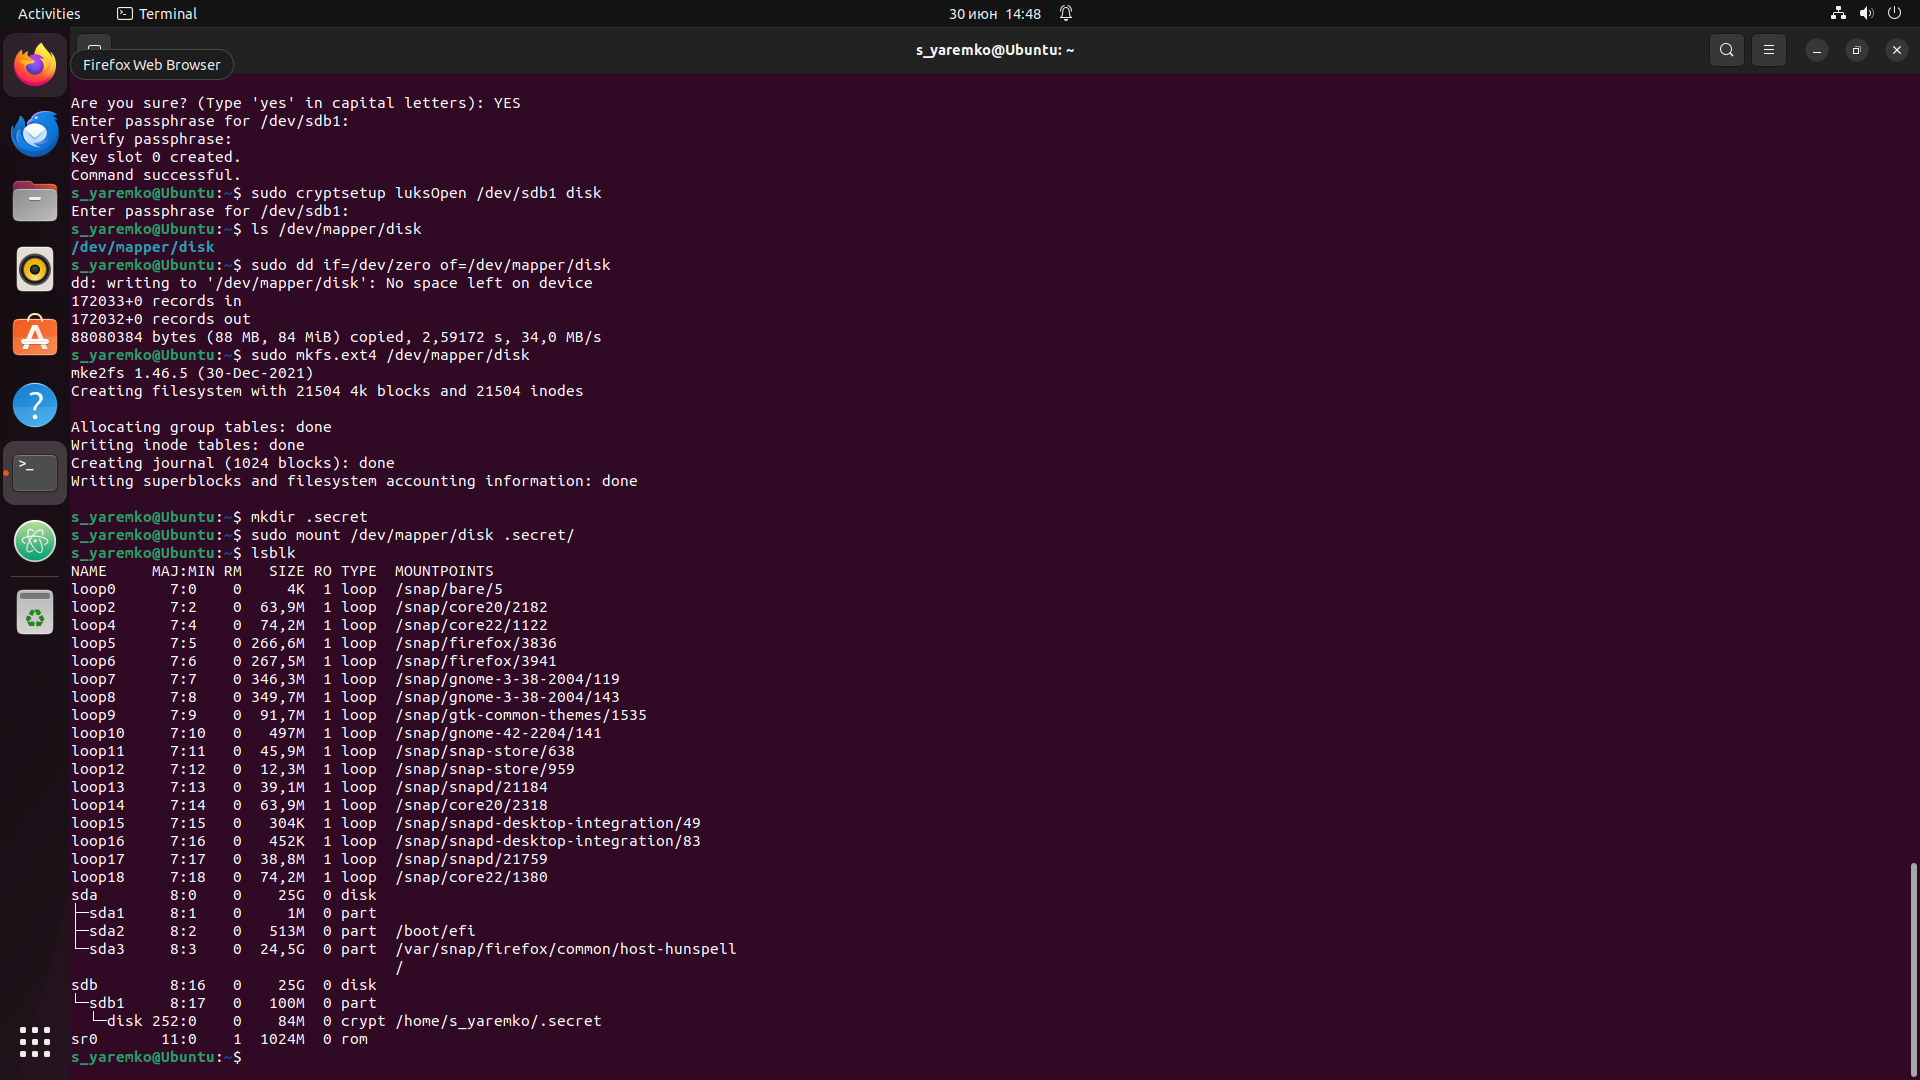 Activities
Terminal
30 июн 14:48
s_yaremko@Ubuntu: ~
Firefox Web Browser
Are you sure? (Type 'yes' in capital letters): YES
Enter passphrase for /dev/sdb1:
Verify passphrase:
Key slot 0 created.
Command successful.
s_yaremko@Ubuntu:~$ sudo cryptsetup luksOpen /dev/sdb1 disk
Enter passphrase for /dev/sdb1:
s_yaremko@Ubuntu:~$ ls /dev/mapper/disk
/dev/mapper/disk
s_yaremko@Ubuntu:~$ sudo dd if=/dev/zero of=/dev/mapper/disk
dd: writing to '/dev/mapper/disk': No space left on device
172033+0 records in
172032+0 records out
88080384 bytes (88 MB, 84 MiB) copied, 2,59172 s, 34,0 MB/s
s_yaremko@Ubuntu:~$ sudo mkfs.ext4 /dev/mapper/disk
mke2fs 1.46.5 (30-Dec-2021)
Creating filesystem with 21504 4k blocks and 21504 inodes
Allocating group tables: done
Writing inode tables: done
Creating journal (1024 blocks): done
Writing superblocks and filesystem accounting information: done
s_yaremko@Ubuntu:~$ mkdir .secret
s_yaremko@Ubuntu:~$ sudo mount /dev/mapper/disk .secret/
s_yaremko@Ubuntu:~$ lsblk
NAME     MAJ:MIN RM   SIZE RO TYPE  MOUNTPOINTS
loop0      7:0    0     4K  1 loop  /snap/bare/5
loop2      7:2    0  63,9M  1 loop  /snap/core20/2182
loop4      7:4    0  74,2M  1 loop  /snap/core22/1122
loop5      7:5    0 266,6M  1 loop  /snap/firefox/3836
loop6      7:6    0 267,5M  1 loop  /snap/firefox/3941
loop7      7:7    0 346,3M  1 loop  /snap/gnome-3-38-2004/119
loop8      7:8    0 349,7M  1 loop  /snap/gnome-3-38-2004/143
loop9      7:9    0  91,7M  1 loop  /snap/gtk-common-themes/1535
loop10     7:10   0   497M  1 loop  /snap/gnome-42-2204/141
loop11     7:11   0  45,9M  1 loop  /snap/snap-store/638
loop12     7:12   0  12,3M  1 loop  /snap/snap-store/959
loop13     7:13   0  39,1M  1 loop  /snap/snapd/21184
loop14     7:14   0  63,9M  1 loop  /snap/core20/2318
loop15     7:15   0   304K  1 loop  /snap/snapd-desktop-integration/49
loop16     7:16   0   452K  1 loop  /snap/snapd-desktop-integration/83
loop17     7:17   0  38,8M  1 loop  /snap/snapd/21759
loop18     7:18   0  74,2M  1 loop  /snap/core22/1380
sda        8:0    0    25G  0 disk
├─sda1     8:1    0     1M  0 part
├─sda2     8:2    0   513M  0 part  /boot/efi
└─sda3     8:3    0  24,5G  0 part  /var/snap/firefox/common/host-hunspell
                                    /
sdb        8:16   0    25G  0 disk
└─sdb1     8:17   0   100M  0 part
  └─disk 252:0    0    84M  0 crypt /home/s_yaremko/.secret
sr0       11:0    1  1024M  0 rom
s_yaremko@Ubuntu:~$